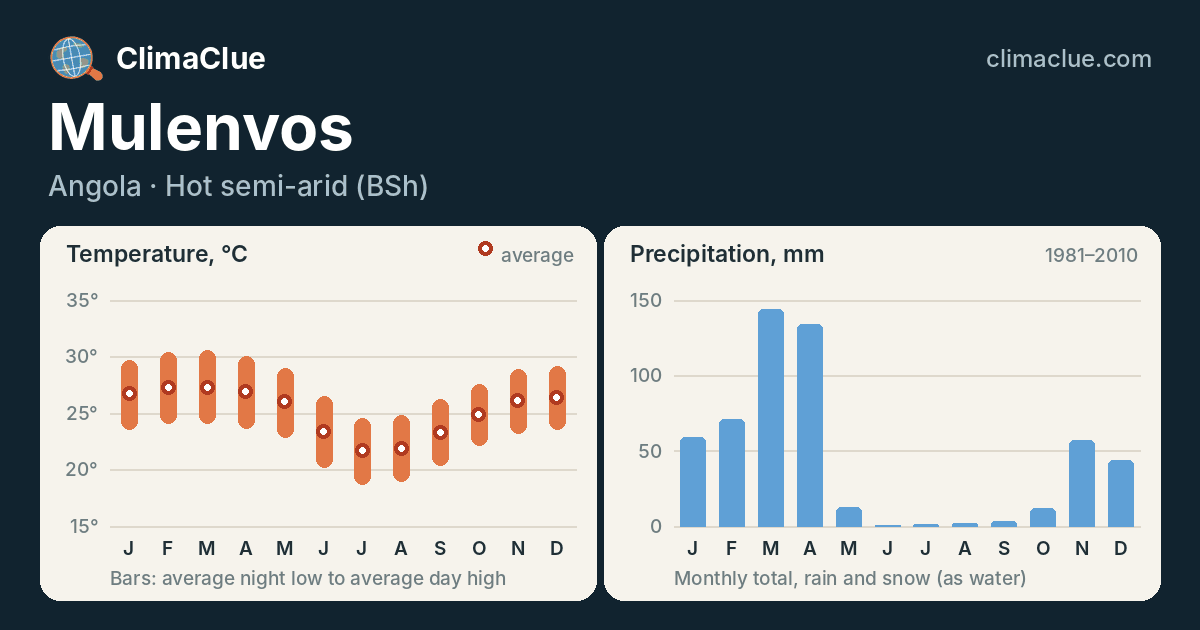 ClimaClue
climaclue.com
Mulenvos
Angola · Hot semi-arid (BSh)
Temperature, °C
average
35°
30°
25°
20°
15°
J F M A M J J A S O N D
Bars: average night low to average day high
Precipitation, mm
1981–2010
150
100
50
0
J F M A M J J A S O N D
Monthly total, rain and snow (as water)